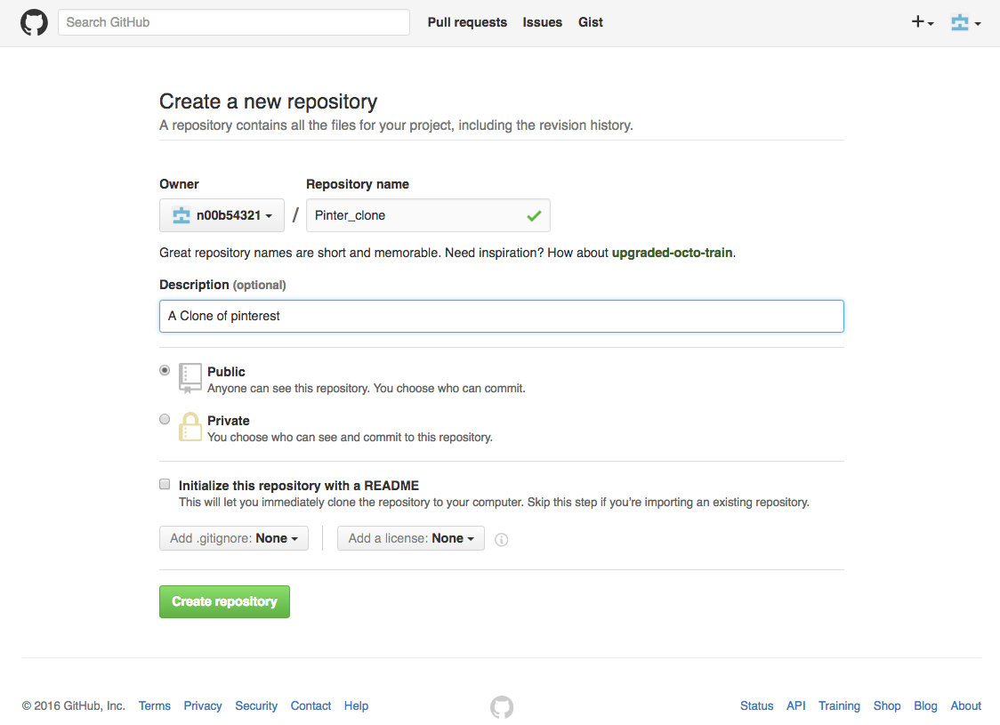 Search GitHub Pull requests Issues Gist
Create a new repository
A repository contains all the files for your project, including the revision history.
Owner Repository name
n00b54321 / Pinter_clone
Great repository names are short and memorable. Need inspiration? How about upgraded-octo-train.
Description (optional)
A Clone of pinterest
Public
Anyone can see this repository. You choose who can commit.
Private
You choose who can see and commit to this repository.
Initialize this repository with a README
This will let you immediately clone the repository to your computer. Skip this step if you’re importing an existing repository.
Add .gitignore: None Add a license: None
Create repository
© 2016 GitHub, Inc. Terms Privacy Security Contact Help Status API Training Shop Blog About